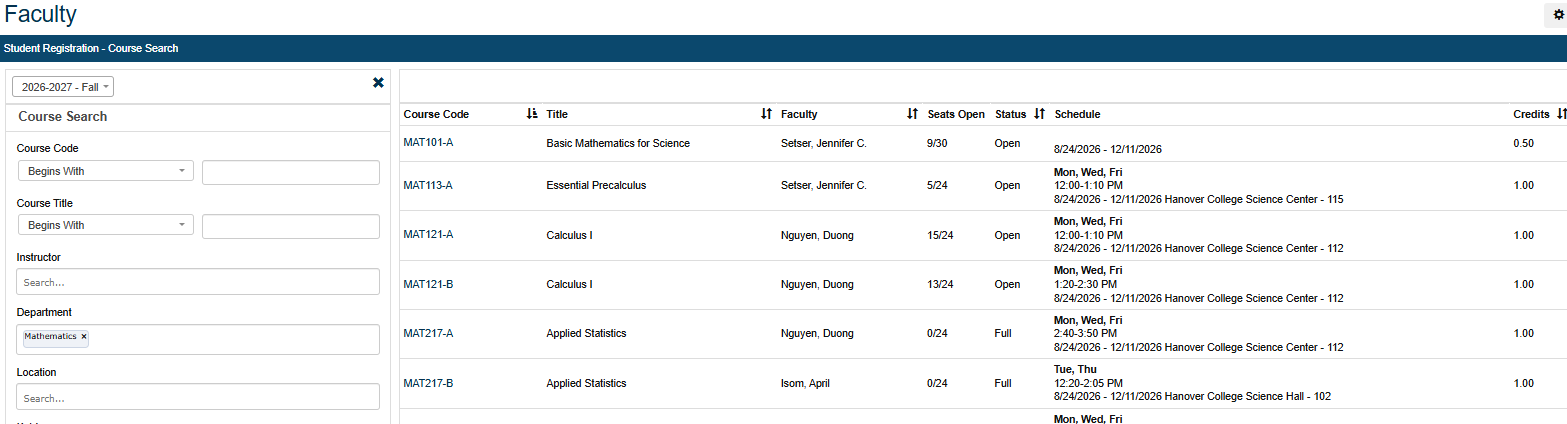 Faculty
Student Registration - Course Search
2026-2027 - Fall
Course Search
Course Code
Begins With
Course Title
Begins With
Instructor
Search...
Department
Mathematics ×
Location
Search...
Course Code Title Faculty Seats Open Status Schedule Credits
MAT101-A Basic Mathematics for Science Setser, Jennifer C. 9/30 Open 8/24/2026 - 12/11/2026 0.50
Mon, Wed, Fri
MAT113-A Essential Precalculus Setser, Jennifer C. 5/24 Open 12:00-1:10 PM 1.00
8/24/2026 - 12/11/2026 Hanover College Science Center - 115
Mon, Wed, Fri
MAT121-A Calculus I Nguyen, Duong 15/24 Open 12:00-1:10 PM 1.00
8/24/2026 - 12/11/2026 Hanover College Science Center - 112
Mon, Wed, Fri
MAT121-B Calculus I Nguyen, Duong 13/24 Open 1:20-2:30 PM 1.00
8/24/2026 - 12/11/2026 Hanover College Science Center - 112
Mon, Wed, Fri
MAT217-A Applied Statistics Nguyen, Duong 0/24 Full 2:40-3:50 PM 1.00
8/24/2026 - 12/11/2026 Hanover College Science Center - 112
Tue, Thu
MAT217-B Applied Statistics Isom, April 0/24 Full 12:20-2:05 PM 1.00
8/24/2026 - 12/11/2026 Hanover College Science Hall - 102
Mon, Wed, Fri